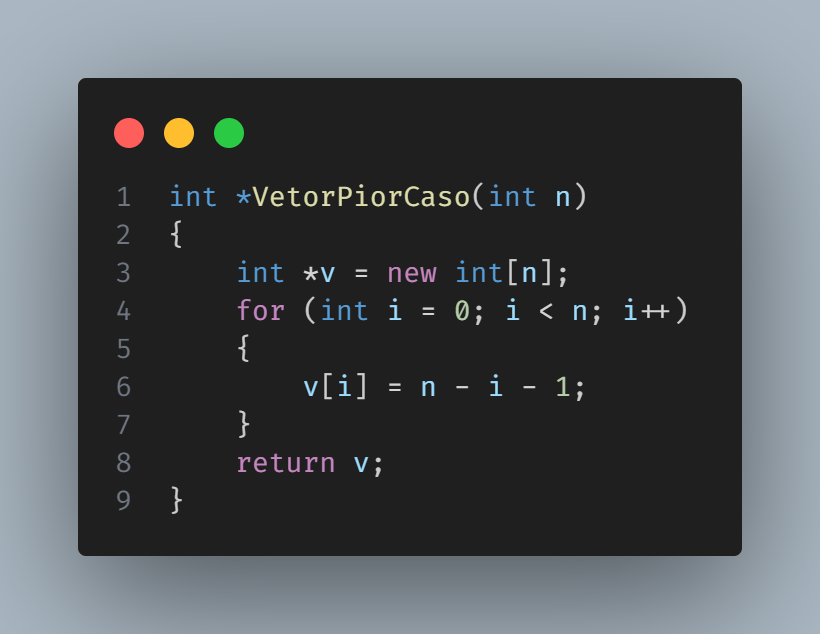 1 int *VetorPiorCaso(int n)
2 {
3     int *v = new int[n];
4     for (int i = 0; i < n; i++)
5     {
6         v[i] = n - i - 1;
7     }
8     return v;
9 }